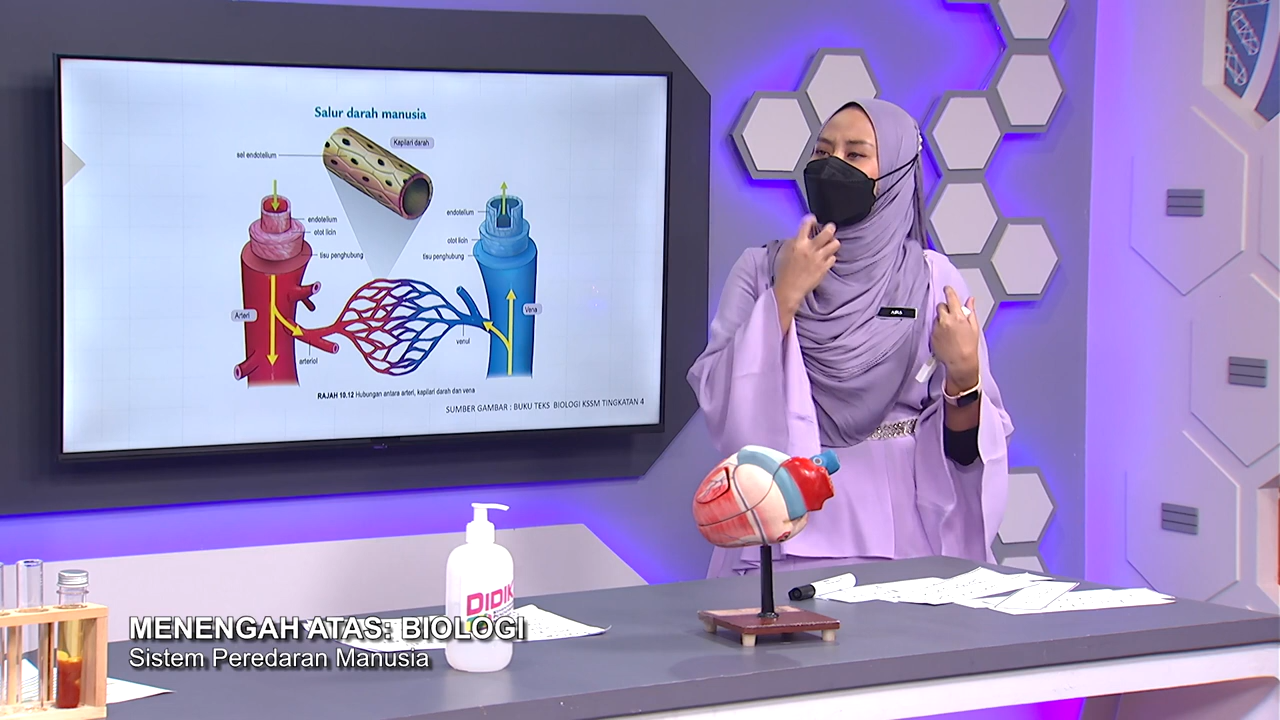 Salur darah manusia
Kapilari darah
sel endotelium
endotelium
otot licin
tisu penghubung
endotelium
otot licin
tisu penghubung
Arteri
Vena
venul
arteriol
RAJAH 10.12 Hubungan antara arteri, kapilari darah dan vena
SUMBER GAMBAR : BUKU TEKS BIOLOGI KSSM TINGKATAN 4
DIDIK
MENENGAH ATAS: BIOLOGI
Sistem Peredaran Manusia